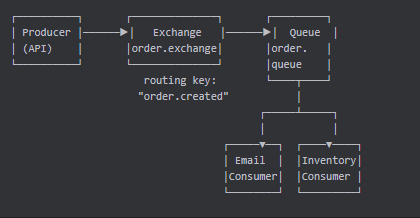 Producer Exchange Queue
(API) order.exchange order.
queue
routing key:
"order.created"
Email Inventory
Consumer Consumer